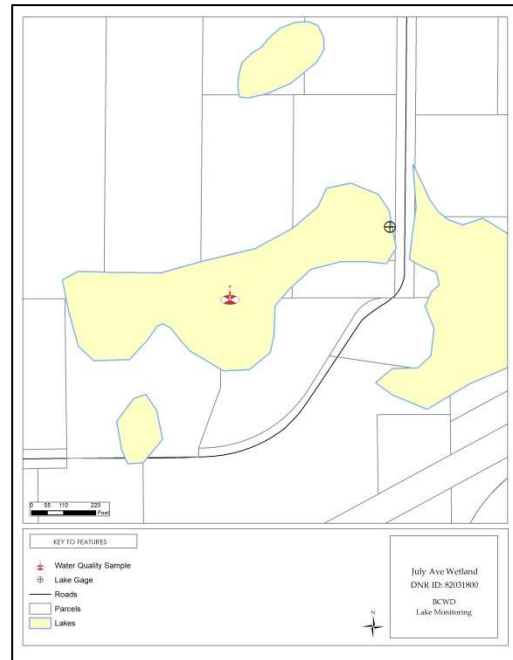 0 55 110 220
Feet
KEY TO FEATURES
Water Quality Sample
Lake Gage
Roads
Parcels
Lakes
N
July Ave Wetland
DNR ID: 82031800
BCWD
Lake Monitoring